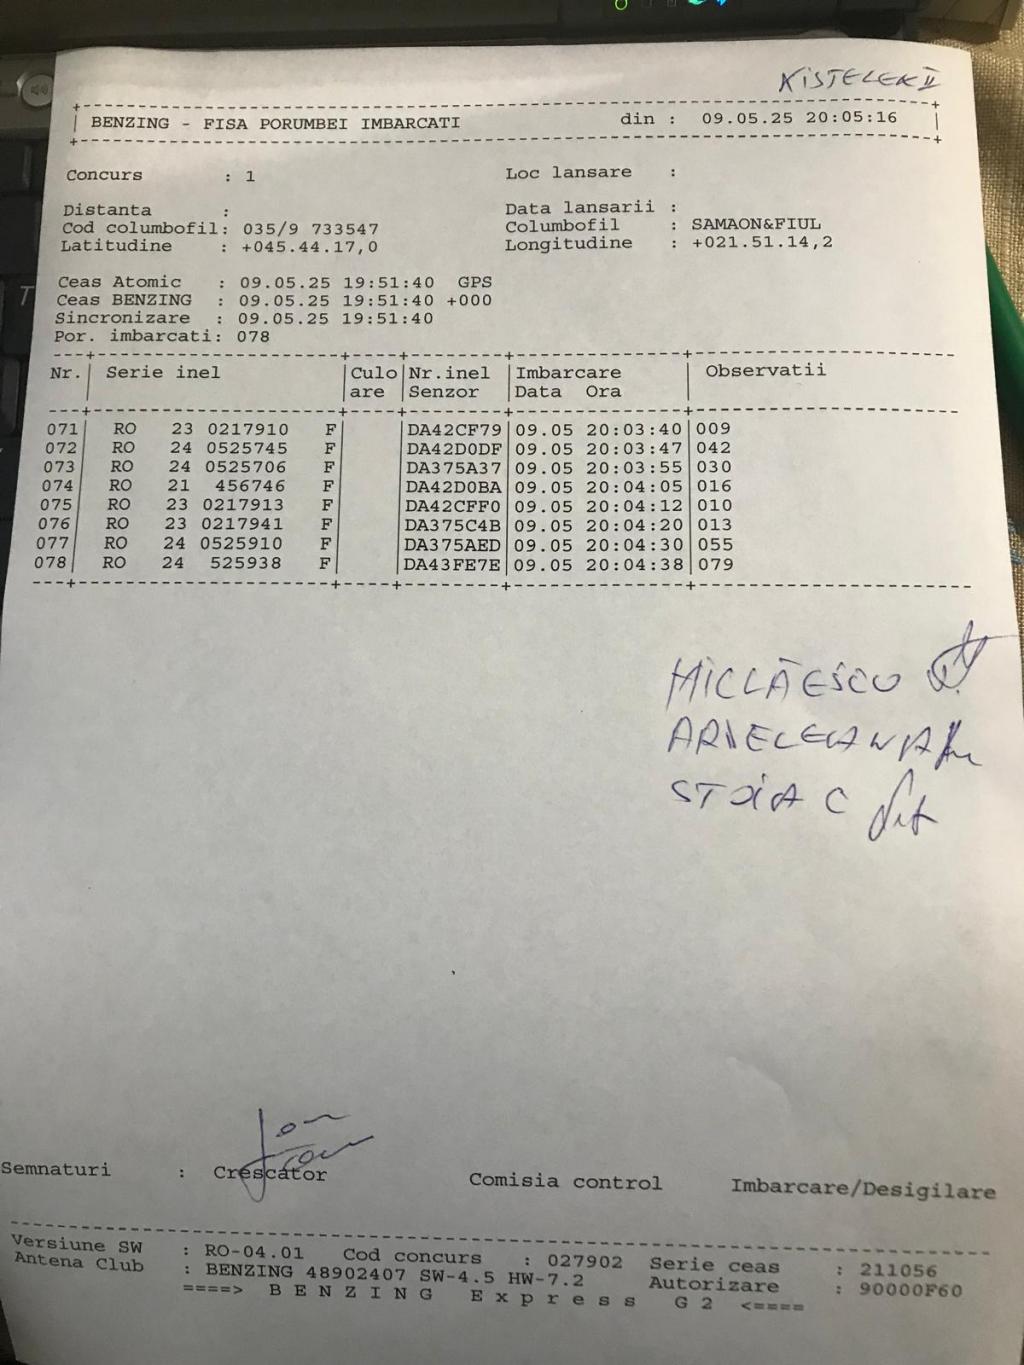 KISTELEK II
BENZING - FISA PORUMBEI IMBARCATI din : 09.05.25 20:05:16
Concurs : 1 Loc lansare :
Distanta : Data lansarii :
Cod columbofil: 035/9 733547 Columbofil : SAMAON&FIUL
Latitudine : +045.44.17,0 Longitudine : +021.51.14,2
Ceas Atomic : 09.05.25 19:51:40 GPS
Ceas BENZING : 09.05.25 19:51:40 +000
Sincronizare : 09.05.25 19:51:40
Por. imbarcati: 078
Nr. Serie inel Culo Nr.inel Imbarcare Observatii
are Senzor Data Ora
071 RO 23 0217910 F DA42CF79 09.05 20:03:40 009
072 RO 24 0525745 F DA42D0DF 09.05 20:03:47 042
073 RO 24 0525706 F DA375A37 09.05 20:03:55 030
074 RO 21 456746 F DA42D0BA 09.05 20:04:05 016
075 RO 23 0217913 F DA42CFF0 09.05 20:04:12 010
076 RO 23 0217941 F DA375C4B 09.05 20:04:20 013
077 RO 24 0525910 F DA375AED 09.05 20:04:30 055
078 RO 24 525938 F DA43FE7E 09.05 20:04:38 079
STOIA C
Semnaturi : Crescator Comisia control Imbarcare/Desigilare
Versiune SW : RO-04.01 Cod concurs : 027902 Serie ceas : 211056
Antena Club : BENZING 48902407 SW-4.5 HW-7.2 Autorizare : 90000F60
====> B E N Z I N G E x p r e s s G 2 <====